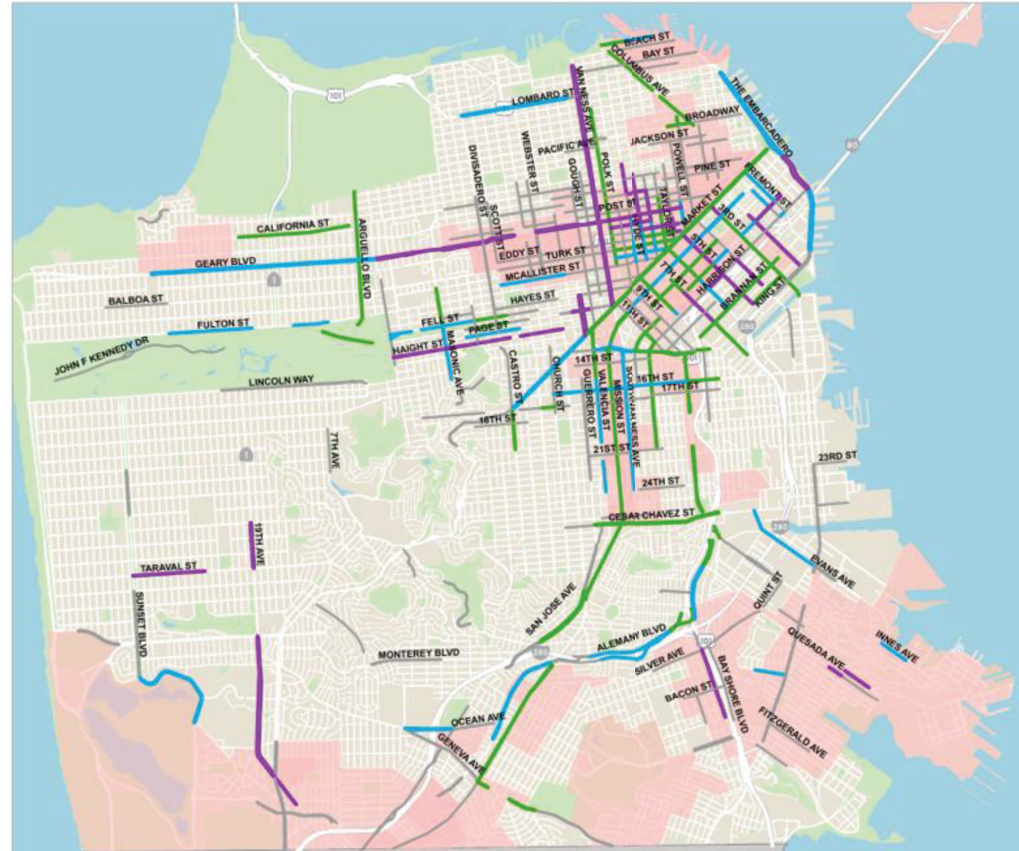 BEACH ST
BAY ST
COLUMBUS AVE
THE EMBARCADERO
101
LOMBARD ST
VAN NESS AVE
BROADWAY
JACKSON ST
PACIFIC AVE
WEBSTER ST
DIVISADERO ST
SCOTT ST
GOUGH ST
POLK ST
POWELL ST
PINE ST
80
FREMONT ST
TAYLOR ST
MARKET ST
POST ST
HYDE ST
3RD ST
CALIFORNIA ST
ARGUELLO BLVD
EDDY ST
TURK ST
5TH ST
HARRISON ST
GEARY BLVD
MCALLISTER ST
7TH ST
BRANNAN ST
KING ST
1
BALBOA ST
HAYES ST
9TH ST
11TH ST
FULTON ST
FELL ST
PAGE ST
280
JOHN F KENNEDY DR
HAIGHT ST
MASONIC AVE
14TH ST
101
CASTRO ST
CHURCH ST
GUERRERO ST
VALENCIA ST
MISSION ST
SOUTH VAN NESS AVE
16TH ST
17TH ST
LINCOLN WAY
18TH ST
7TH AVE
21ST ST
1
23RD ST
24TH ST
CESAR CHAVEZ ST
280
19TH AVE
TARAVAL ST
EVANS AVE
SUNSET BLVD
SAN JOSE AVE
QUINT ST
ALEMANY BLVD
101
INNES AVE
QUESADA AVE
MONTEREY BLVD
280
SILVER AVE
BACON ST
BAY SHORE BLVD
OCEAN AVE
GENEVA AVE
FITZGERALD AVE